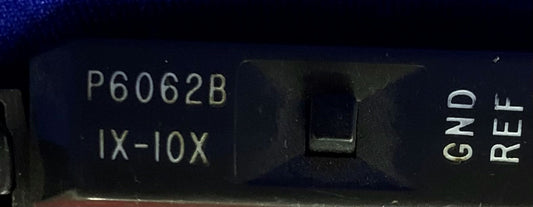 P6062B
1X-10X
GND
REF